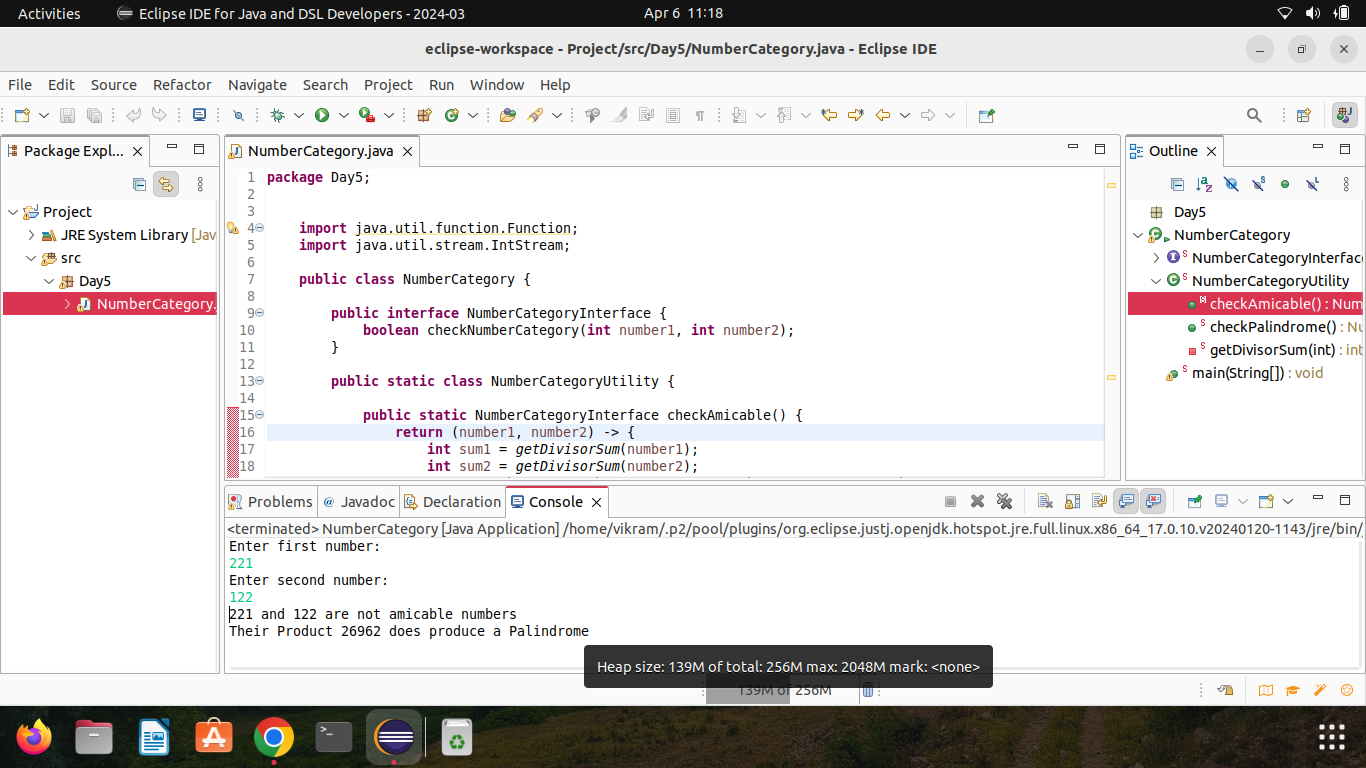 Activities
Eclipse IDE for Java and DSL Developers - 2024-03
Apr 6 11:18
eclipse-workspace - Project/src/Day5/NumberCategory.java - Eclipse IDE
File Edit Source Refactor Navigate Search Project Run Window Help
Package Expl...
Project
JRE System Library [Jav
src
Day5
NumberCategory.
NumberCategory.java
1 package Day5;
2
3
4 import java.util.function.Function;
5 import java.util.stream.IntStream;
6
7 public class NumberCategory {
8
9 public interface NumberCategoryInterface {
10 boolean checkNumberCategory(int number1, int number2);
11 }
12
13 public static class NumberCategoryUtility {
14
15 public static NumberCategoryInterface checkAmicable() {
16 return (number1, number2) -> {
17 int sum1 = getDivisorSum(number1);
18 int sum2 = getDivisorSum(number2);
Outline
Day5
NumberCategory
NumberCategoryInterfac
NumberCategoryUtility
checkAmicable() : Num
checkPalindrome() : Nu
getDivisorSum(int) : int
main(String[]) : void
Problems Javadoc Declaration Console
<terminated> NumberCategory [Java Application] /home/vikram/.p2/pool/plugins/org.eclipse.justj.openjdk.hotspot.jre.full.linux.x86_64_17.0.10.v20240120-1143/jre/bin/
Enter first number:
221
Enter second number:
122
221 and 122 are not amicable numbers
Their Product 26962 does produce a Palindrome
Heap size: 139M of total: 256M max: 2048M mark: <none>
139M of 256M